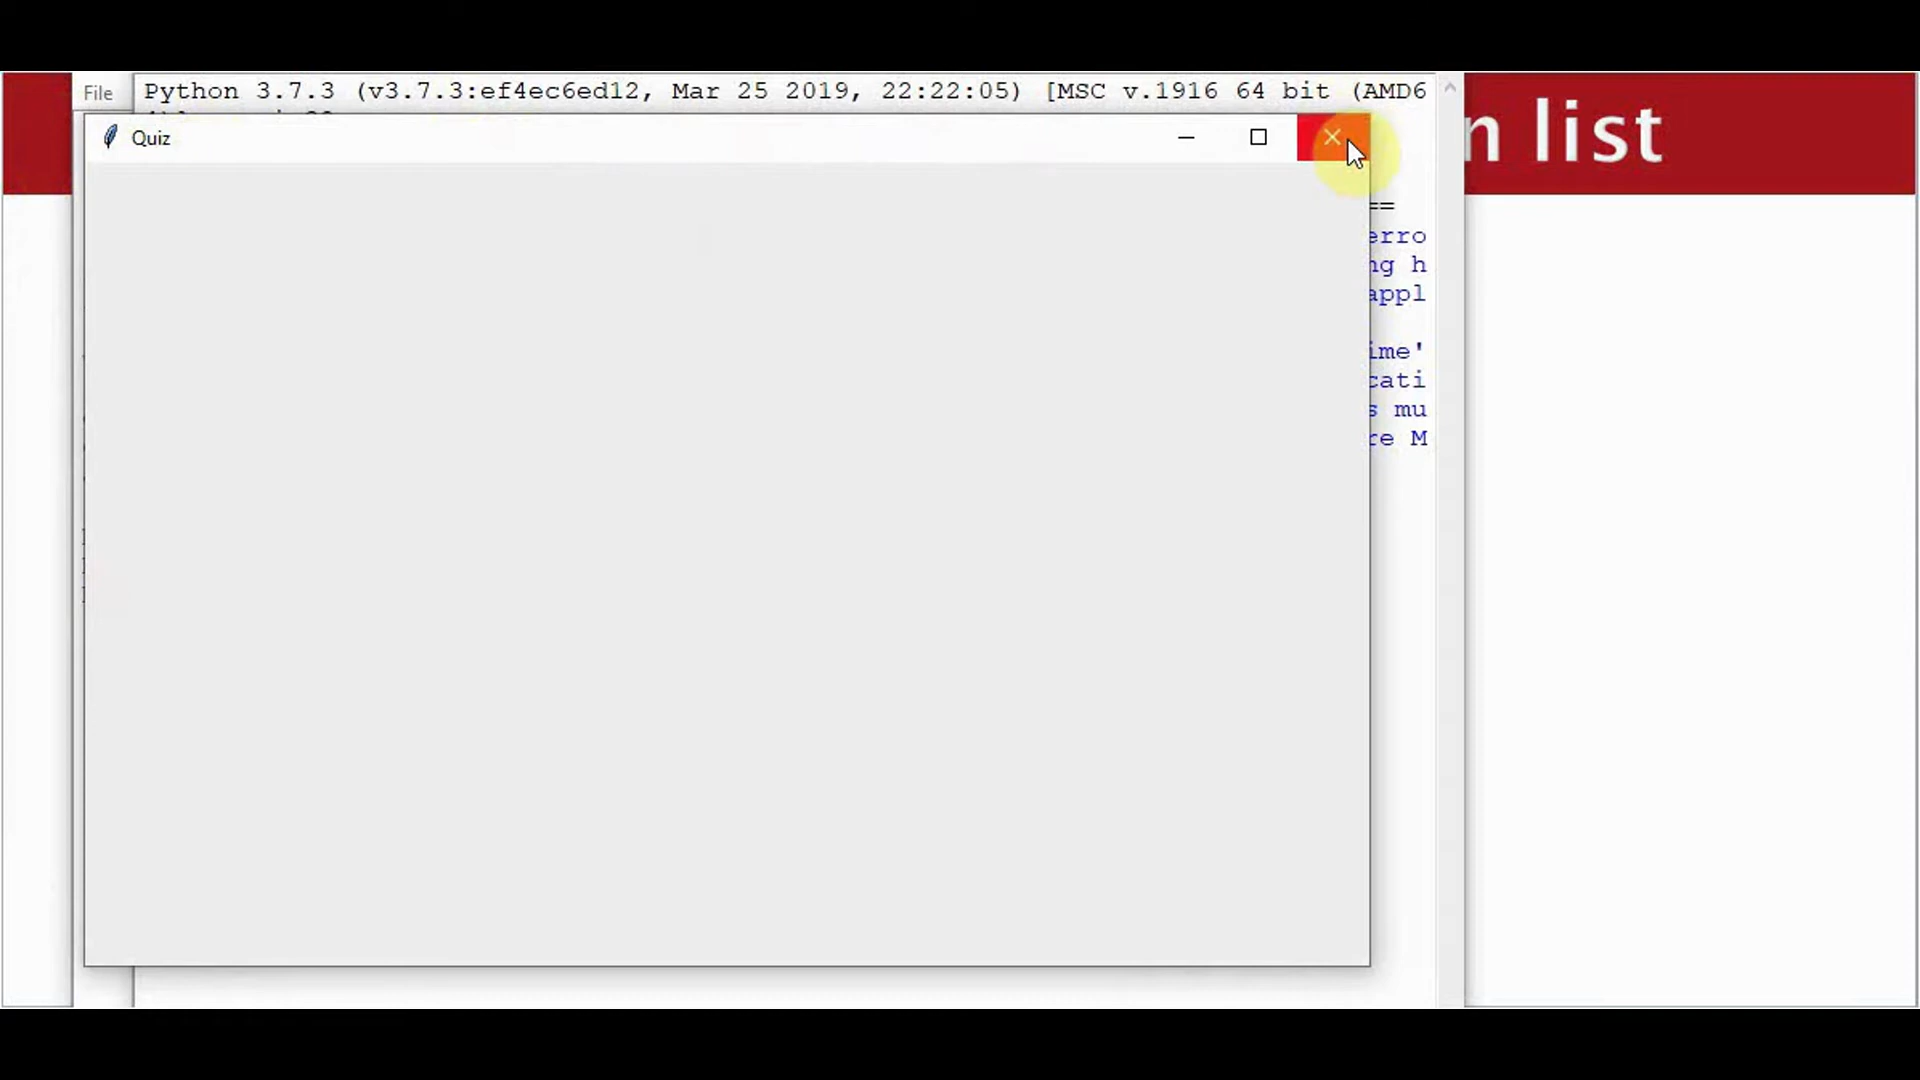 n list
File
Python 3.7.3 (v3.7.3:ef4ec6ed12, Mar 25 2019, 22:22:05) [MSC v.1916 64 bit (AMD6
Quiz
==
erro
ng h
appl
ime'
cati
s mu
re M